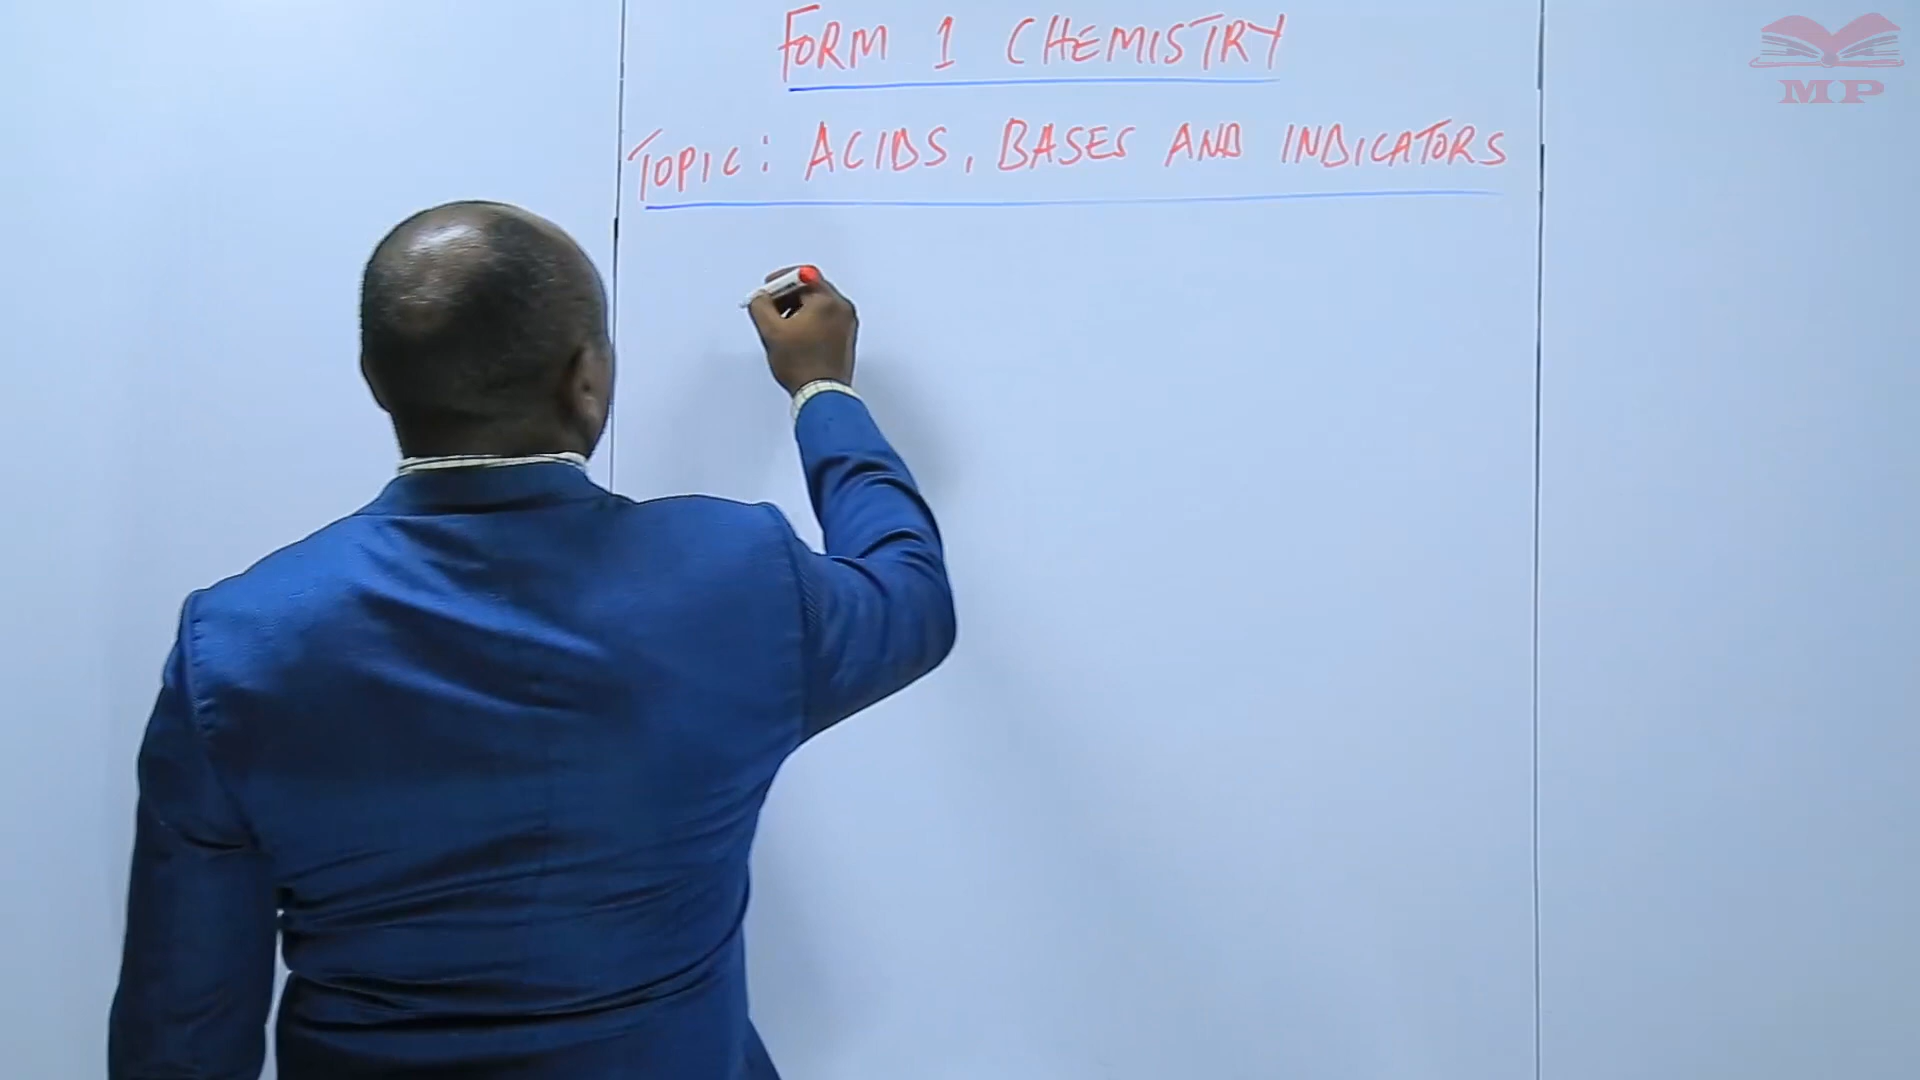 FORM 1 CHEMISTRY
TOPIC: ACIDS, BASES AND INDICATORS
MP